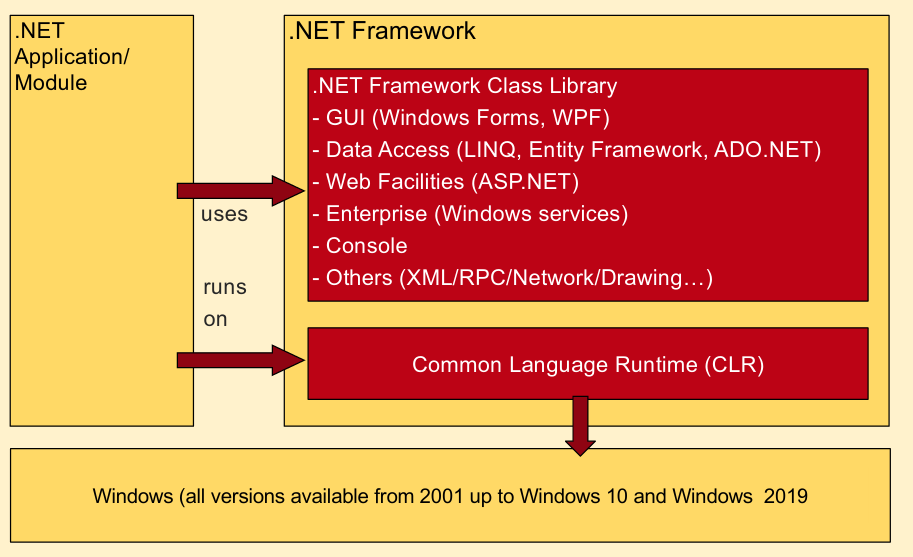 .NET
Application/
Module
.NET Framework
.NET Framework Class Library
- GUI (Windows Forms, WPF)
- Data Access (LINQ, Entity Framework, ADO.NET)
- Web Facilities (ASP.NET)
- Enterprise (Windows services)
- Console
- Others (XML/RPC/Network/Drawing…)
uses
runs
on
Common Language Runtime (CLR)
Windows (all versions available from 2001 up to Windows 10 and Windows  2019